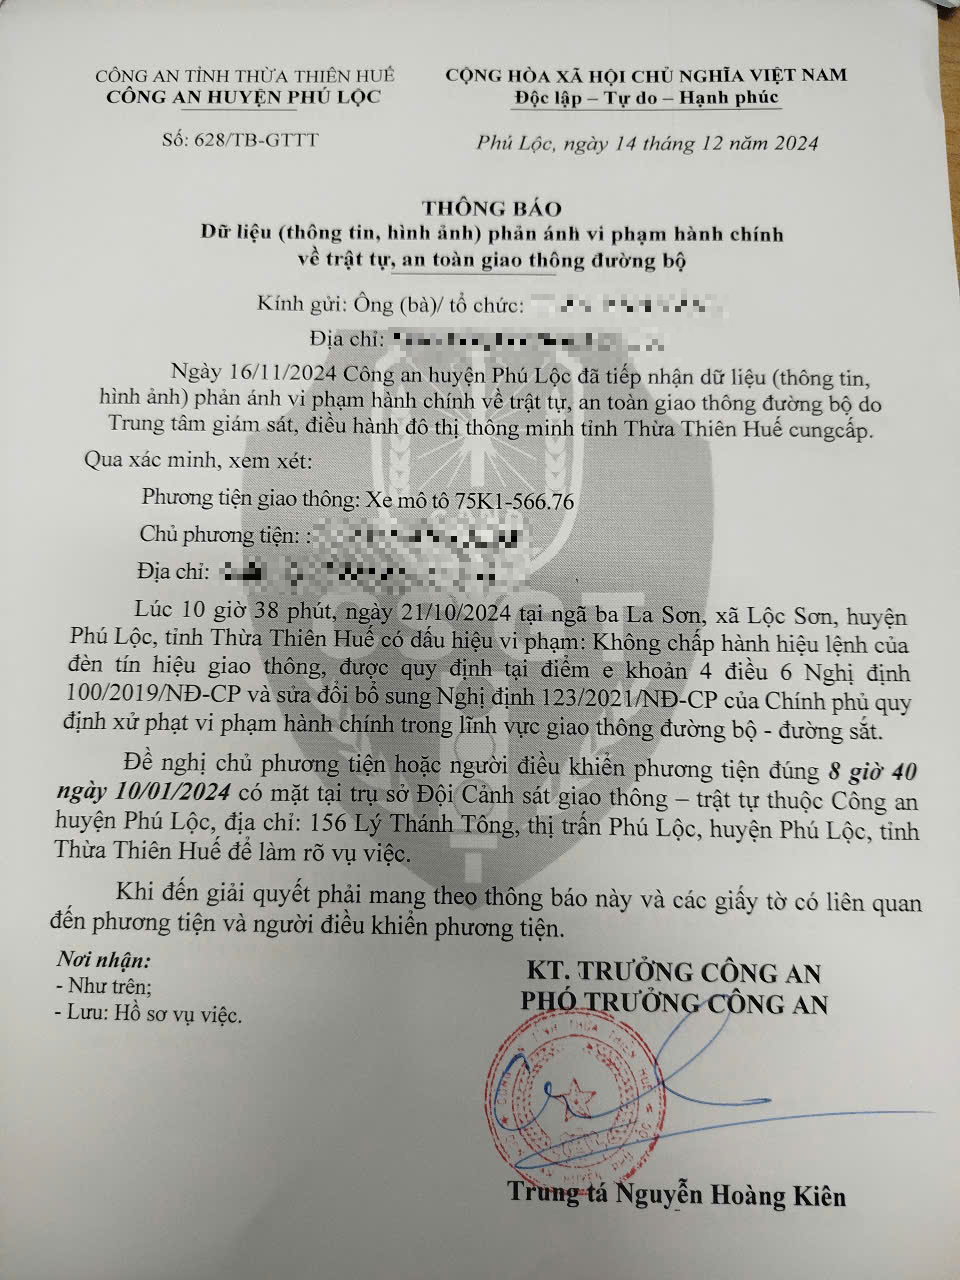 CÔNG AN TỈNH THỪA THIÊN HUẾ
CÔNG AN HUYỆN PHÚ LỘC
Số: 628/TB-GTTT
CỘNG HÒA XÃ HỘI CHỦ NGHĨA VIỆT NAM
Độc lập – Tự do – Hạnh phúc
Phú Lộc, ngày 14 tháng 12 năm 2024
THÔNG BÁO
Dữ liệu (thông tin, hình ảnh) phản ánh vi phạm hành chính
về trật tự, an toàn giao thông đường bộ
Kính gửi: Ông (bà)/ tổ chức:
Địa chỉ:
Ngày 16/11/2024 Công an huyện Phú Lộc đã tiếp nhận dữ liệu (thông tin,
hình ảnh) phản ánh vi phạm hành chính về trật tự, an toàn giao thông đường bộ do
Trung tâm giám sát, điều hành đô thị thông minh tỉnh Thừa Thiên Huế cungcấp.
Qua xác minh, xem xét:
Phương tiện giao thông: Xe mô tô 75K1-566.76
Chủ phương tiện: :
Địa chỉ:
Lúc 10 giờ 38 phút, ngày 21/10/2024 tại ngã ba La Sơn, xã Lộc Sơn, huyện
Phú Lộc, tỉnh Thừa Thiên Huế có dấu hiệu vi phạm: Không chấp hành hiệu lệnh của
đèn tín hiệu giao thông, được quy định tại điểm e khoản 4 điều 6 Nghị định
100/2019/NĐ-CP và sửa đổi bổ sung Nghị định 123/2021/NĐ-CP của Chính phủ quy
định xử phạt vi phạm hành chính trong lĩnh vực giao thông đường bộ - đường sắt.
Đề nghị chủ phương tiện hoặc người điều khiển phương tiện đúng 8 giờ 40
ngày 10/01/2024 có mặt tại trụ sở Đội Cảnh sát giao thông – trật tự thuộc Công an
huyện Phú Lộc, địa chỉ: 156 Lý Thánh Tông, thị trấn Phú Lộc, huyện Phú Lộc, tỉnh
Thừa Thiên Huế để làm rõ vụ việc.
Khi đến giải quyết phải mang theo thông báo này và các giấy tờ có liên quan
đến phương tiện và người điều khiển phương tiện.
Nơi nhận:
- Như trên;
- Lưu: Hồ sơ vụ việc.
KT. TRƯỞNG CÔNG AN
PHÓ TRƯỞNG CÔNG AN
Trung tá Nguyễn Hoàng Kiên